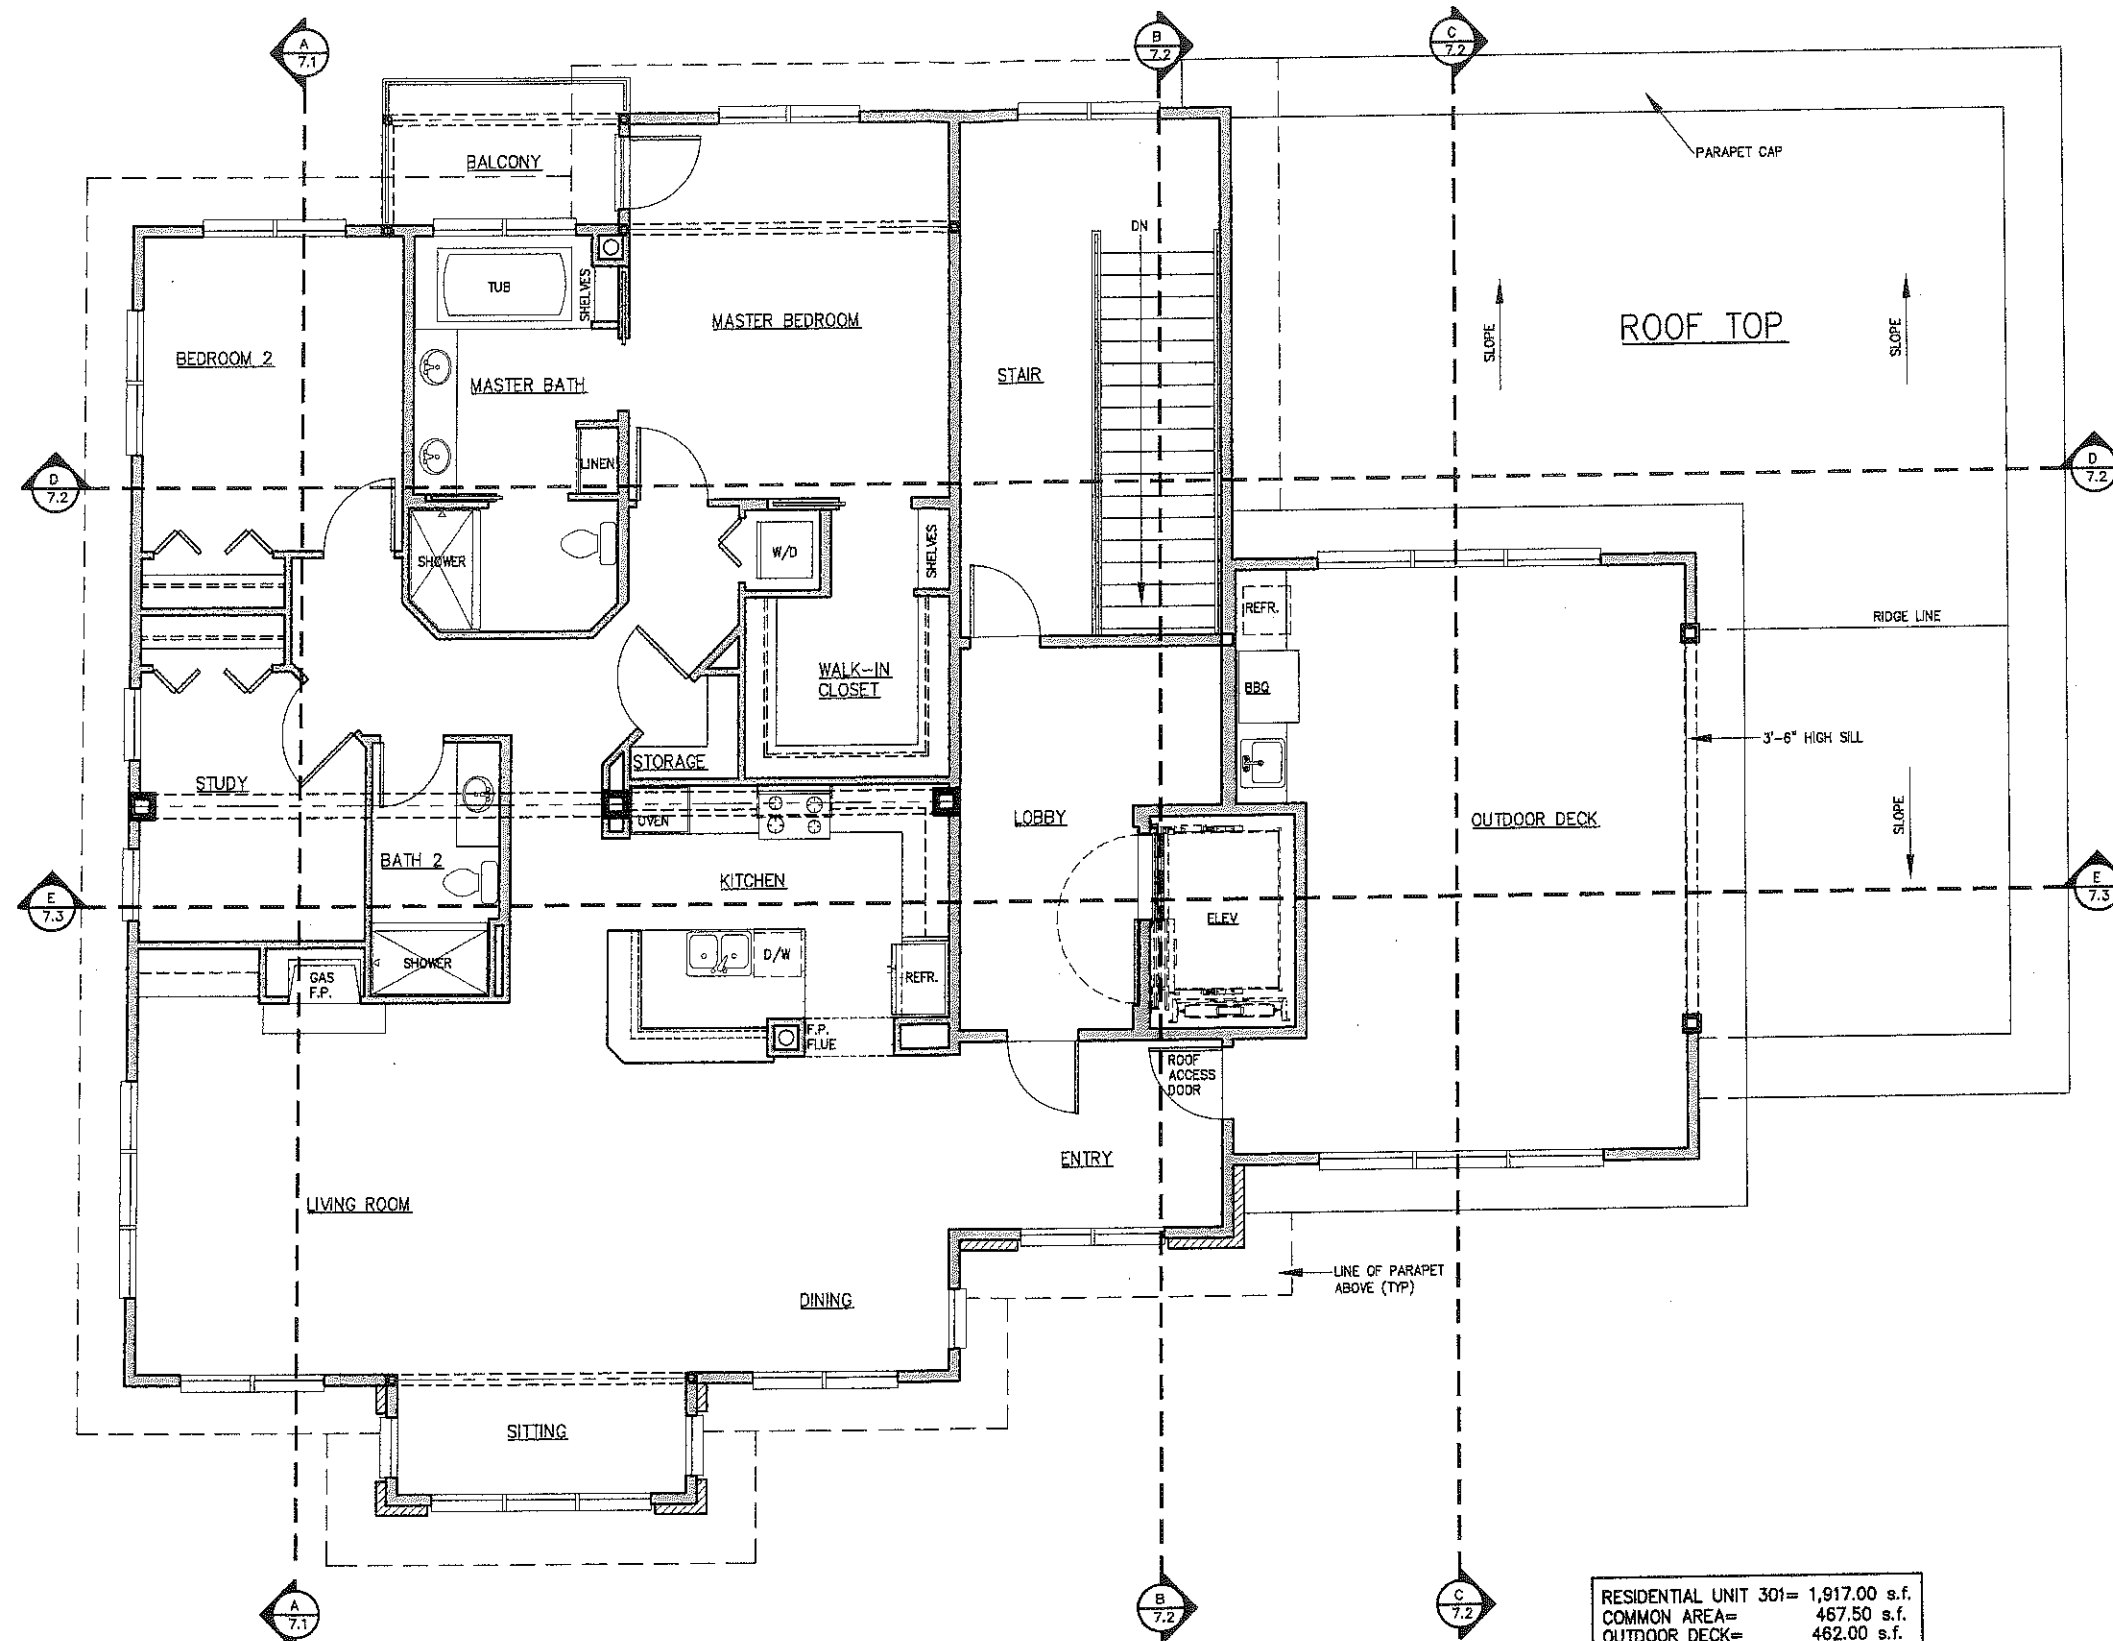 A
7.1
B
7.2
C
7.2
PARAPET CAP
BALCONY
DN
TUB
SHELVES
MASTER BEDROOM
ROOF TOP
SLOPE
SLOPE
BEDROOM 2
MASTER BATH
STAIR
LINEN
D
7.2
D
7.2
SHOWER
W/D
SHELVES
REFR.
RIDGE LINE
WALK-IN
CLOSET
BBQ
3'-6" HIGH SILL
STORAGE
STUDY
OVEN
LOBBY
OUTDOOR DECK
SLOPE
BATH 2
KITCHEN
E
7.3
ELEV
E
7.3
SHOWER
GAS
F.P.
D/W
REFR.
F.P.
FLUE
ROOF
ACCESS
DOOR
ENTRY
LIVING ROOM
LINE OF PARAPET
ABOVE (TYP)
DINING
SITTING
A
7.1
B
7.2
C
7.2
RESIDENTIAL UNIT 301= 1,917.00 s.f.
COMMON AREA= 467.50 s.f.
OUTDOOR DECK= 462.00 s.f.